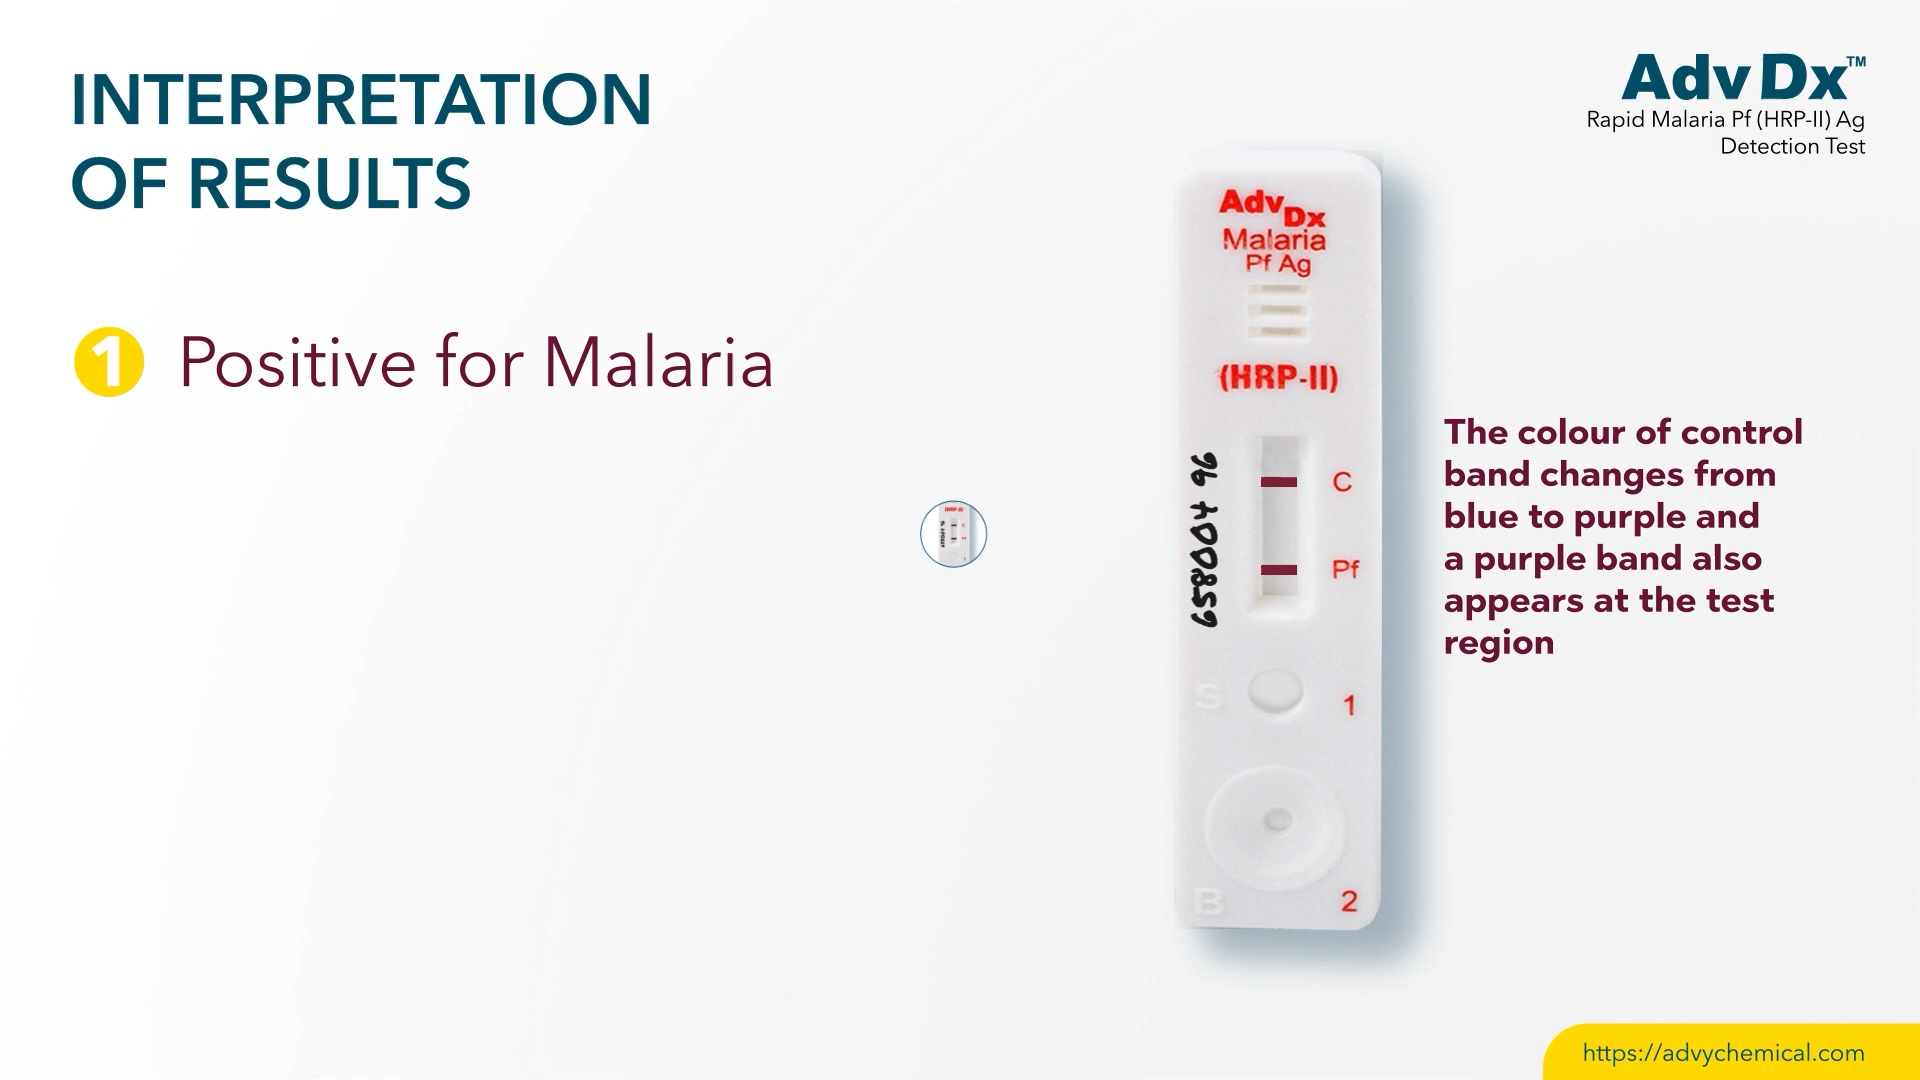 INTERPRETATION
OF RESULTS
1 Positive for Malaria
AdvDx™
Rapid Malaria Pf (HRP-II) Ag
Detection Test
AdvDx
Malaria
Pf Ag
(HRP-II)
C
Pf
658004 96
S
1
B
2
The colour of control
band changes from
blue to purple and
a purple band also
appears at the test
region
https://advychemical.com